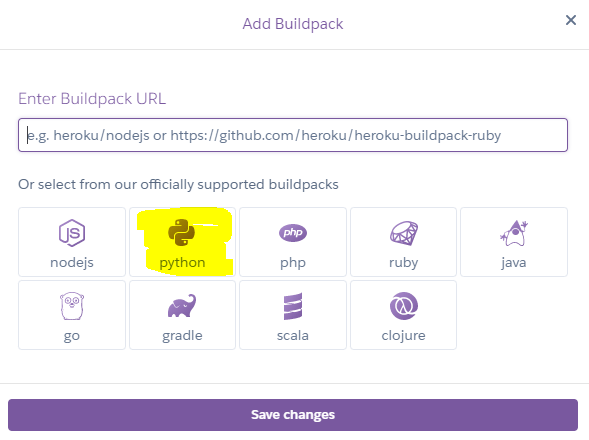 Add Buildpack
×
Enter Buildpack URL
e.g. heroku/nodejs or https://github.com/heroku/heroku-buildpack-ruby
Or select from our officially supported buildpacks
JS php
nodejs python php ruby java
go gradle scala clojure
Save changes